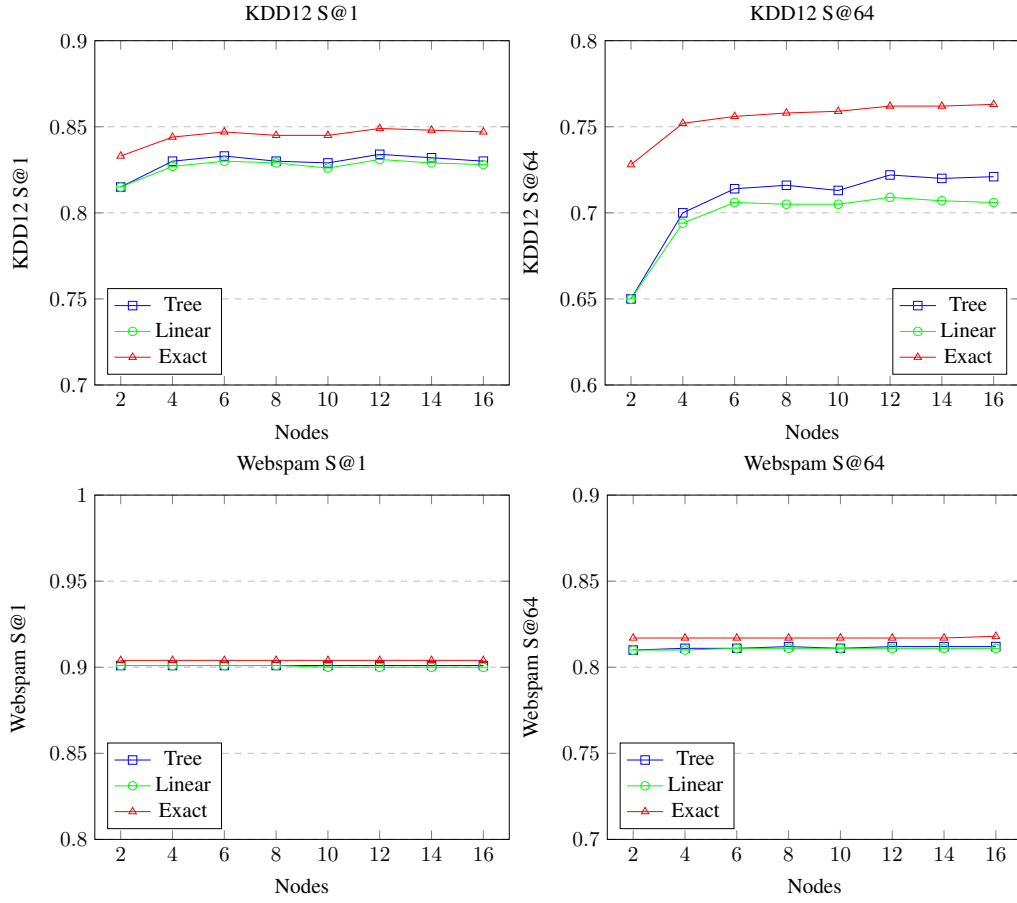 KDD12 S@1
0.9
0.85
0.8
0.75
0.7
KDD12 S@1
Tree
Linear
Exact
2 4 6 8 10 12 14 16
Nodes
KDD12 S@64
0.8
0.75
0.7
0.65
0.6
KDD12 S@64
Tree
Linear
Exact
2 4 6 8 10 12 14 16
Nodes
Webspam S@1
1
0.95
0.9
0.85
0.8
Webspam S@1
Tree
Linear
Exact
2 4 6 8 10 12 14 16
Nodes
Webspam S@64
0.9
0.85
0.8
0.75
0.7
Webspam S@64
Tree
Linear
Exact
2 4 6 8 10 12 14 16
Nodes